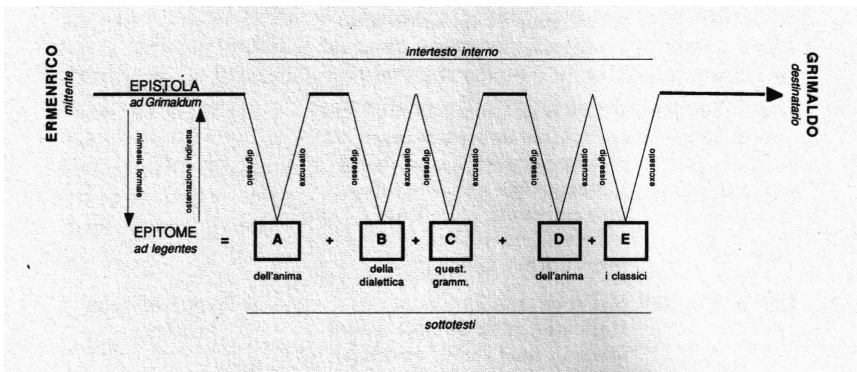 intertesto interno
ERMENRICO
mittente
EPISTOLA
ad Grimaldum
GRIMALDO
destinatario
mimesis formale
ostentazione indiretta
digressio
excusatio
digressio
excusatio
digressio
excusatio
digressio
excusatio
digressio
excusatio
EPITOME
ad legentes
= A + B + C + D + E
dell'anima
della
dialettica
quest.
gramm.
dell'anima
i classici
sottotesti